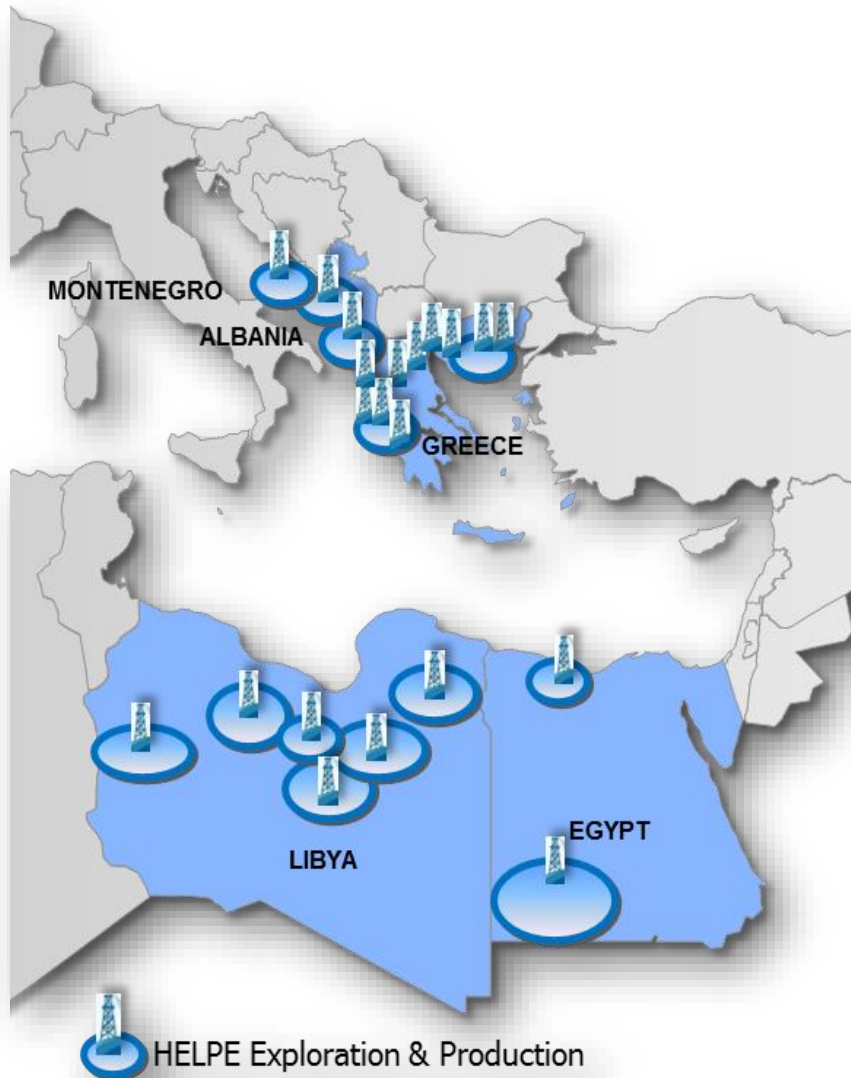 MONTENEGRO
ALBANIA
GREECE
EGYPT
LIBYA
HELPE Exploration & Production